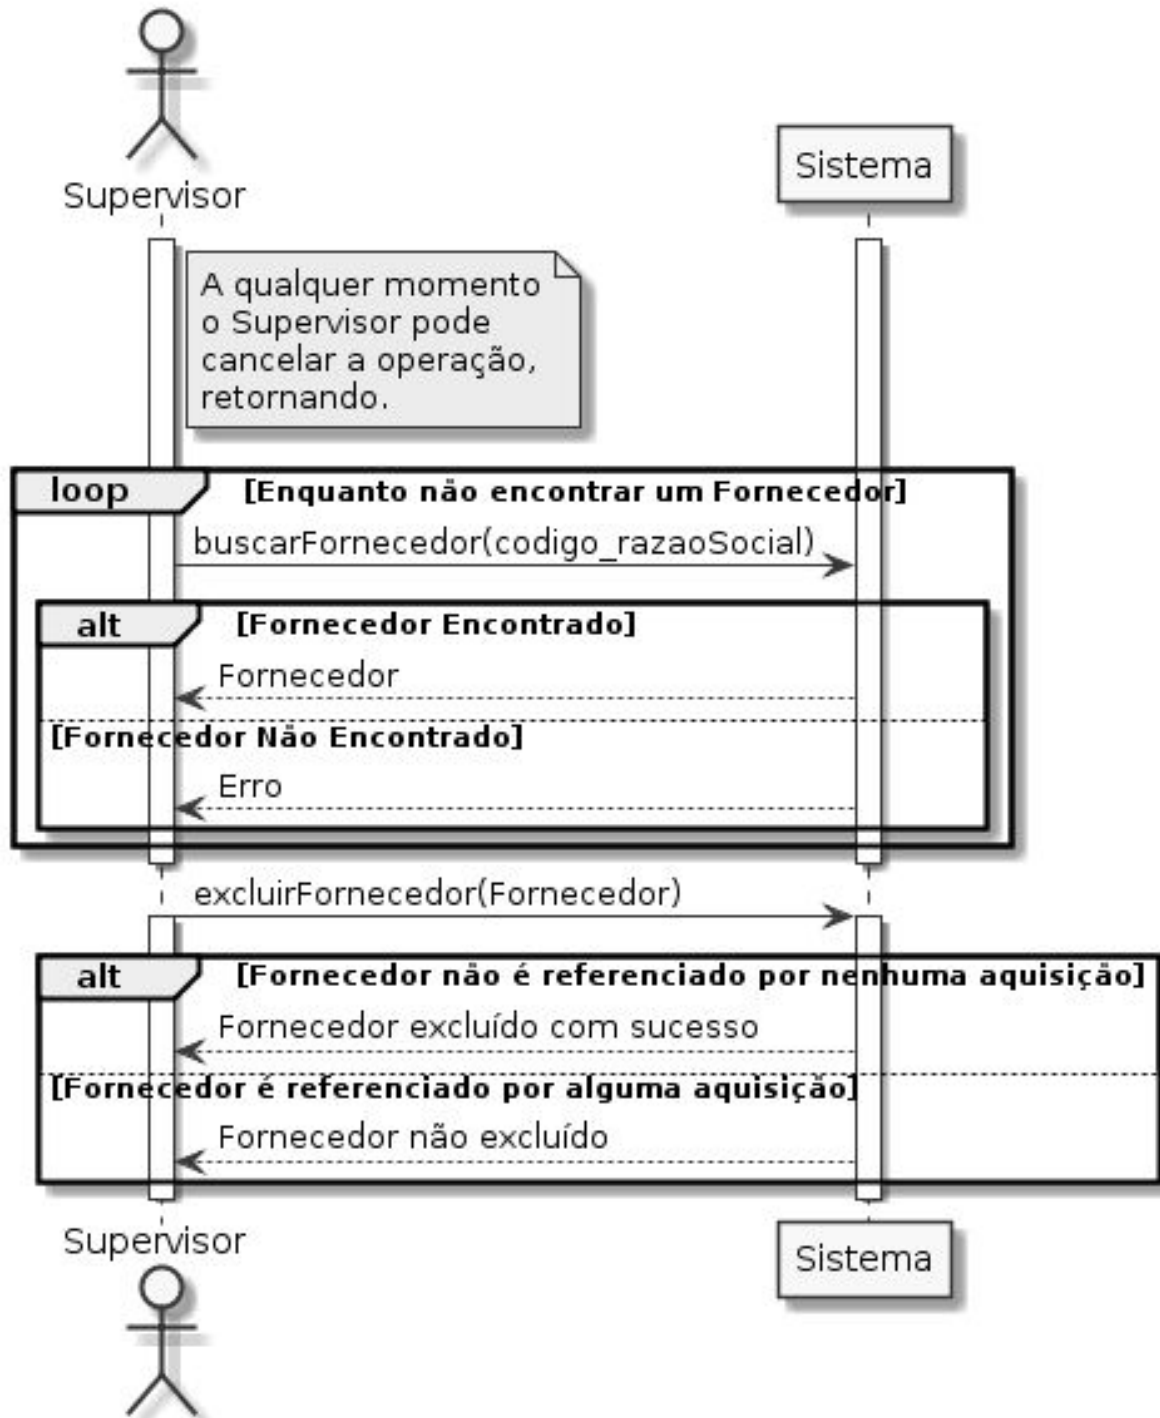 Supervisor
Sistema
A qualquer momento
o Supervisor pode
cancelar a operação,
retornando.
loop [Enquanto não encontrar um Fornecedor]
buscarFornecedor(codigo_razaoSocial)
alt [Fornecedor Encontrado]
Fornecedor
[Fornecedor Não Encontrado]
Erro
excluirFornecedor(Fornecedor)
alt [Fornecedor não é referenciado por nenhuma aquisição]
Fornecedor excluído com sucesso
[Fornecedor é referenciado por alguma aquisição]
Fornecedor não excluído
Supervisor
Sistema